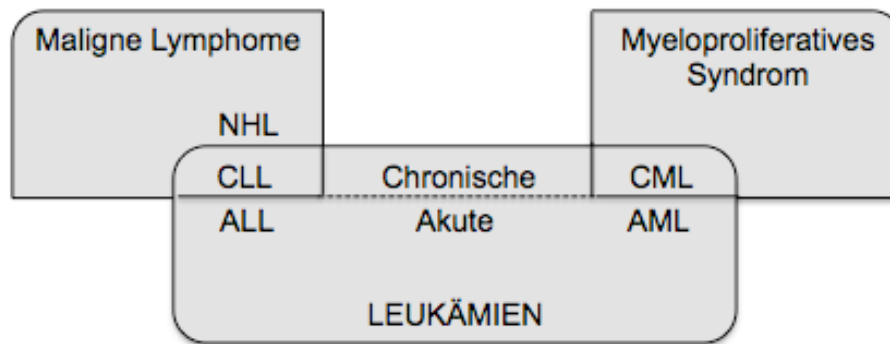 Maligne Lymphome
Myeloproliferatives
Syndrom
NHL
CLL Chronische CML
ALL Akute AML
LEUKÄMIEN